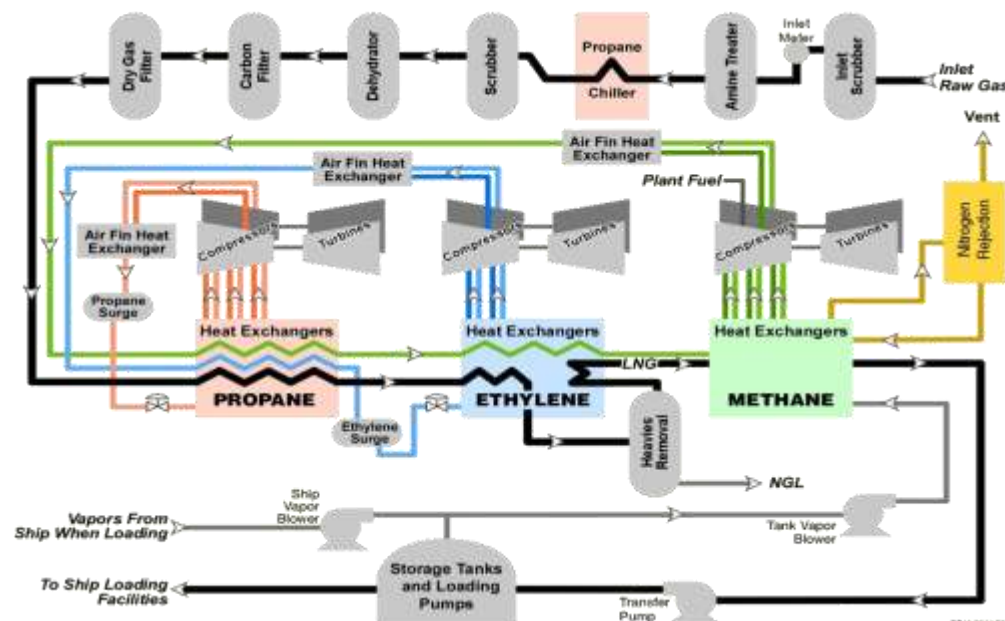 Dry Gas
Filter
Carbon
Filter
Dehydrator
Scrubber
Propane
Chiller
Amine Treater
Inlet
Meter
Inlet
Scrubber
Inlet
Raw Gas
Vent
Air Fin Heat
Exchanger
Air Fin Heat
Exchanger
Plant Fuel
Air Fin Heat
Exchanger
Compressors
Turbines
Compressors
Turbines
Compressors
Turbines
Nitrogen
Rejection
Propane
Surge
Heat Exchangers
PROPANE
Heat Exchangers
ETHYLENE
LNG
Heat Exchangers
METHANE
Ethylene
Surge
Heavies
Removal
NGL
Ship
Vapor
Blower
Vapors From
Ship When Loading
Tank Vapor
Blower
Storage Tanks
and Loading
Pumps
To Ship Loading
Facilities
Transfer
Pump